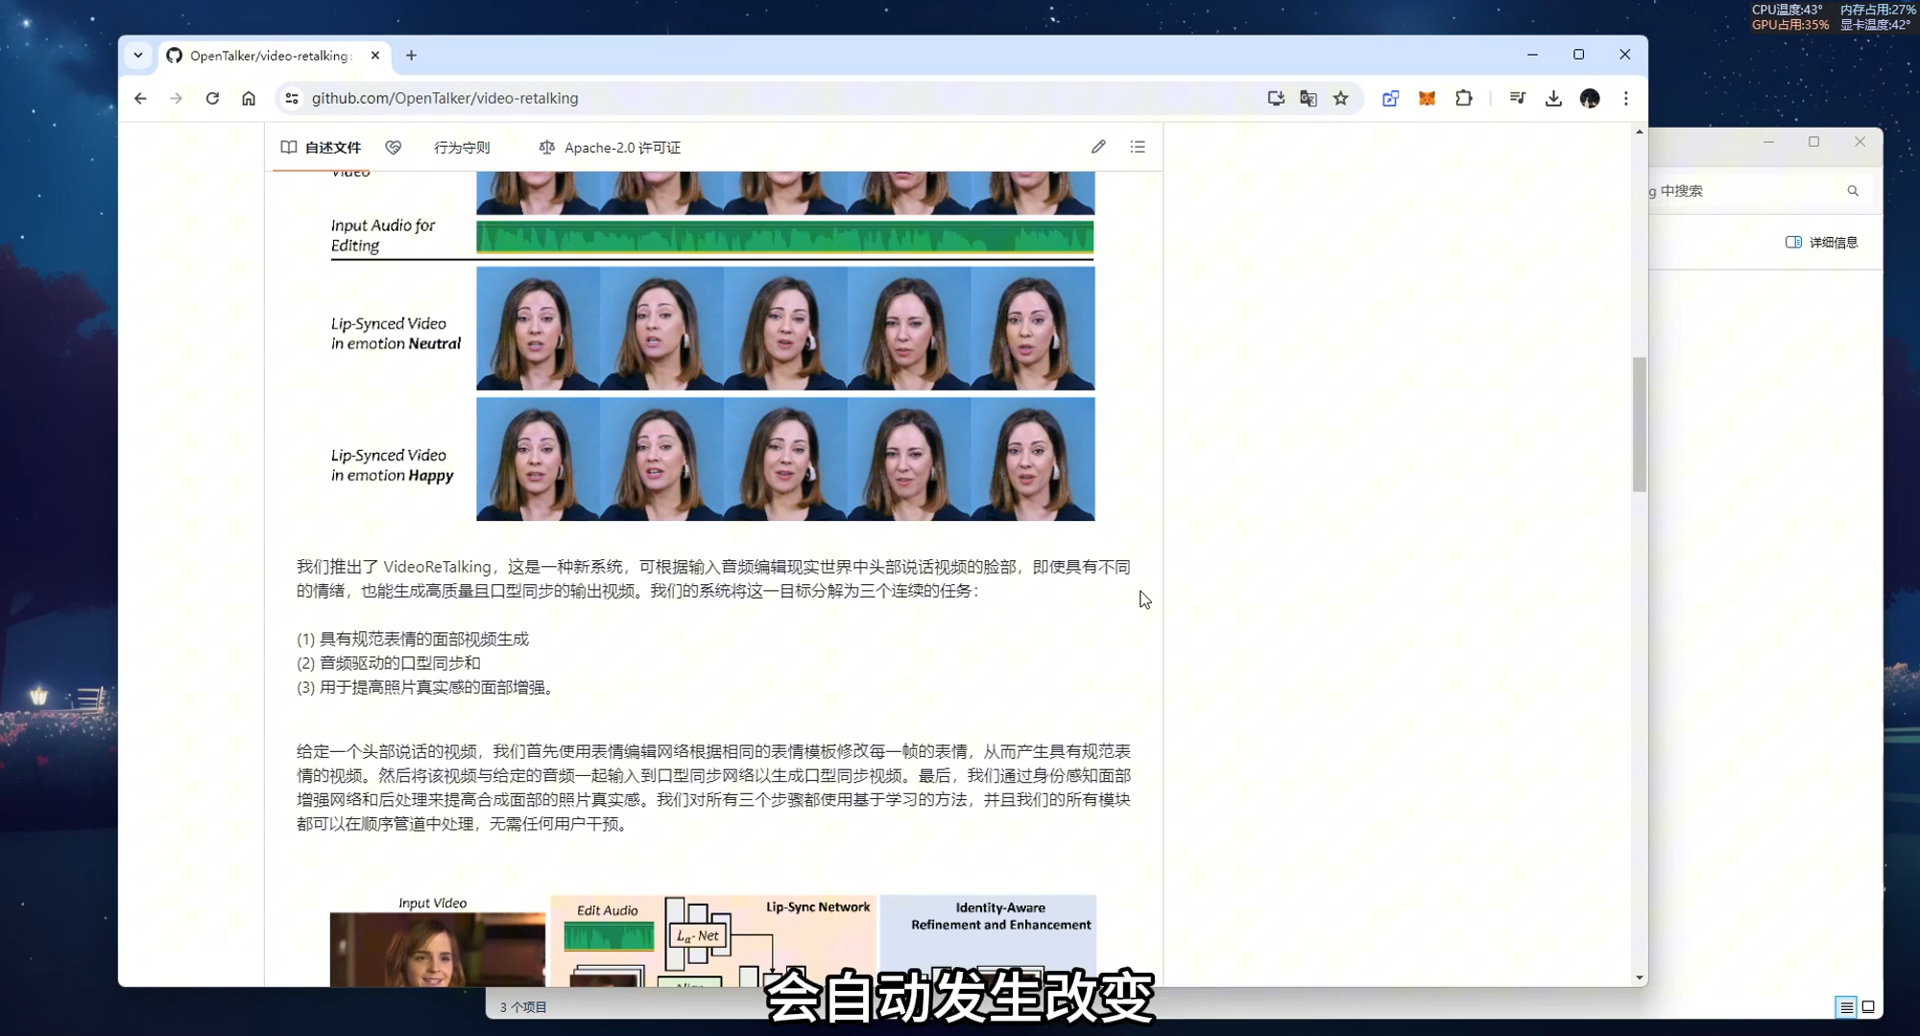 CPU温度:43° 内存占用:27%
GPU占用:35% 显卡温度:42°
OpenTalker/video-retalking:
github.com/OpenTalker/video-retalking
自述文件 行为守则 Apache-2.0 许可证
Video
g 中搜索
详细信息
Input Audio for
Editing
Lip-Synced Video
in emotion Neutral
Lip-Synced Video
in emotion Happy
我们推出了 VideoReTalking，这是一种新系统，可根据输入音频编辑现实世界中头部说话视频的脸部，即使具有不同
的情绪，也能生成高质量且口型同步的输出视频。我们的系统将这一目标分解为三个连续的任务：
(1) 具有规范表情的面部视频生成
(2) 音频驱动的口型同步和
(3) 用于提高照片真实感的面部增强。
给定一个头部说话的视频，我们首先使用表情编辑网络根据相同的表情模板修改每一帧的表情，从而产生具有规范表
情的视频。然后将该视频与给定的音频一起输入到口型同步网络以生成口型同步视频。最后，我们通过身份感知面部
增强网络和后处理来提高合成面部的照片真实感。我们对所有三个步骤都使用基于学习的方法，并且我们的所有模块
都可以在顺序管道中处理，无需任何用户干预。
Input Video
Edit Audio
Lip-Sync Network
Lα-Net
Identity-Aware
Refinement and Enhancement
会自动发生改变
3 个项目